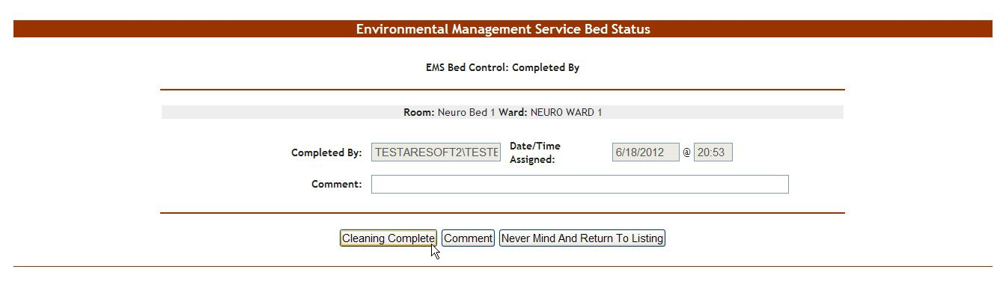 Environmental Management Service Bed Status
EMS Bed Control: Completed By
Room: Neuro Bed 1 Ward: NEURO WARD 1
Completed By: TESTARESOFT2\TESTE Date/Time Assigned: 6/18/2012 @ 20:53
Comment:
Cleaning Complete Comment Never Mind And Return To Listing